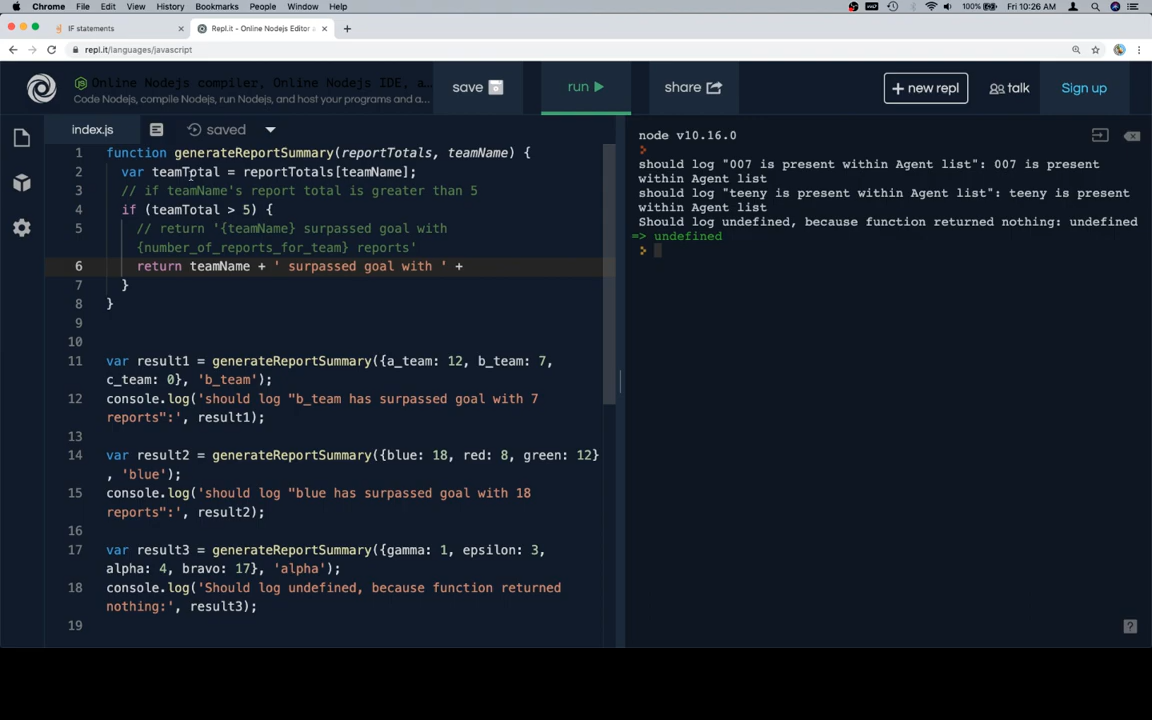 Chrome File Edit View History Bookmarks People Window Help 100% Fri 10:26 AM
IF statements Repl.it - Online Nodejs Editor
repl.it/languages/javascript
Online Nodejs compiler, Online Nodejs IDE, a...
Code Nodejs, compile Nodejs, run Nodejs, and host your programs and a...
save run share + new repl talk Sign up
index.js saved
1 function generateReportSummary(reportTotals, teamName) {
2 var teamTotal = reportTotals[teamName];
3 // if teamName's report total is greater than 5
4 if (teamTotal > 5) {
5 // return '{teamName} surpassed goal with
{number_of_reports_for_team} reports'
6 return teamName + ' surpassed goal with ' +
7 }
8 }
9
10
11 var result1 = generateReportSummary({a_team: 12, b_team: 7,
c_team: 0}, 'b_team');
12 console.log('should log "b_team has surpassed goal with 7
reports":', result1);
13
14 var result2 = generateReportSummary({blue: 18, red: 8, green: 12}
, 'blue');
15 console.log('should log "blue has surpassed goal with 18
reports":', result2);
16
17 var result3 = generateReportSummary({gamma: 1, epsilon: 3,
alpha: 4, bravo: 17}, 'alpha');
18 console.log('Should log undefined, because function returned
nothing:', result3);
19
node v10.16.0
should log "007 is present within Agent list": 007 is present
within Agent list
should log "teeny is present within Agent list": teeny is present
within Agent list
Should log undefined, because function returned nothing: undefined
=> undefined
?